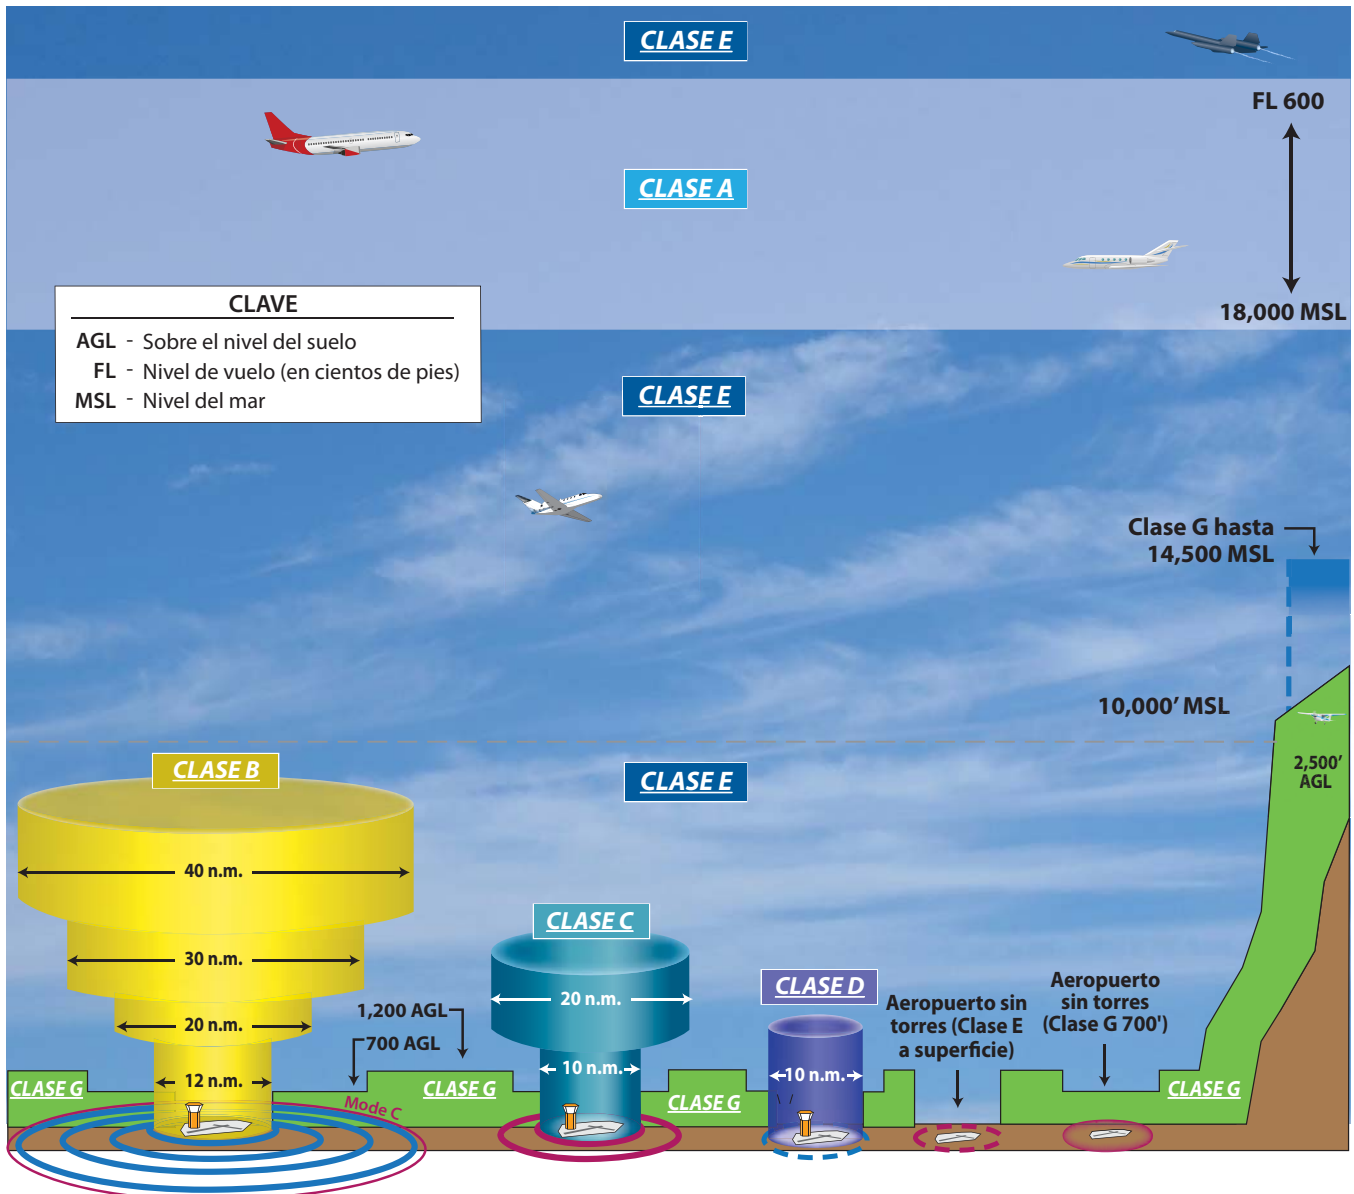 CLASE E
FL 600
CLASE A
18,000 MSL
CLAVE
AGL - Sobre el nivel del suelo
FL - Nivel de vuelo (en cientos de pies)
MSL - Nivel del mar
CLASE E
Clase G hasta
14,500 MSL
10,000’ MSL
2,500’
AGL
CLASE B
CLASE E
40 n.m.
30 n.m.
20 n.m.
12 n.m.
1,200 AGL
700 AGL
CLASE C
20 n.m.
10 n.m.
CLASE D
10 n.m.
Aeropuerto sin
torres (Clase E
a superficie)
Aeropuerto
sin torres
(Clase G 700')
CLASE G
CLASE G
CLASE G
CLASE G
Mode C